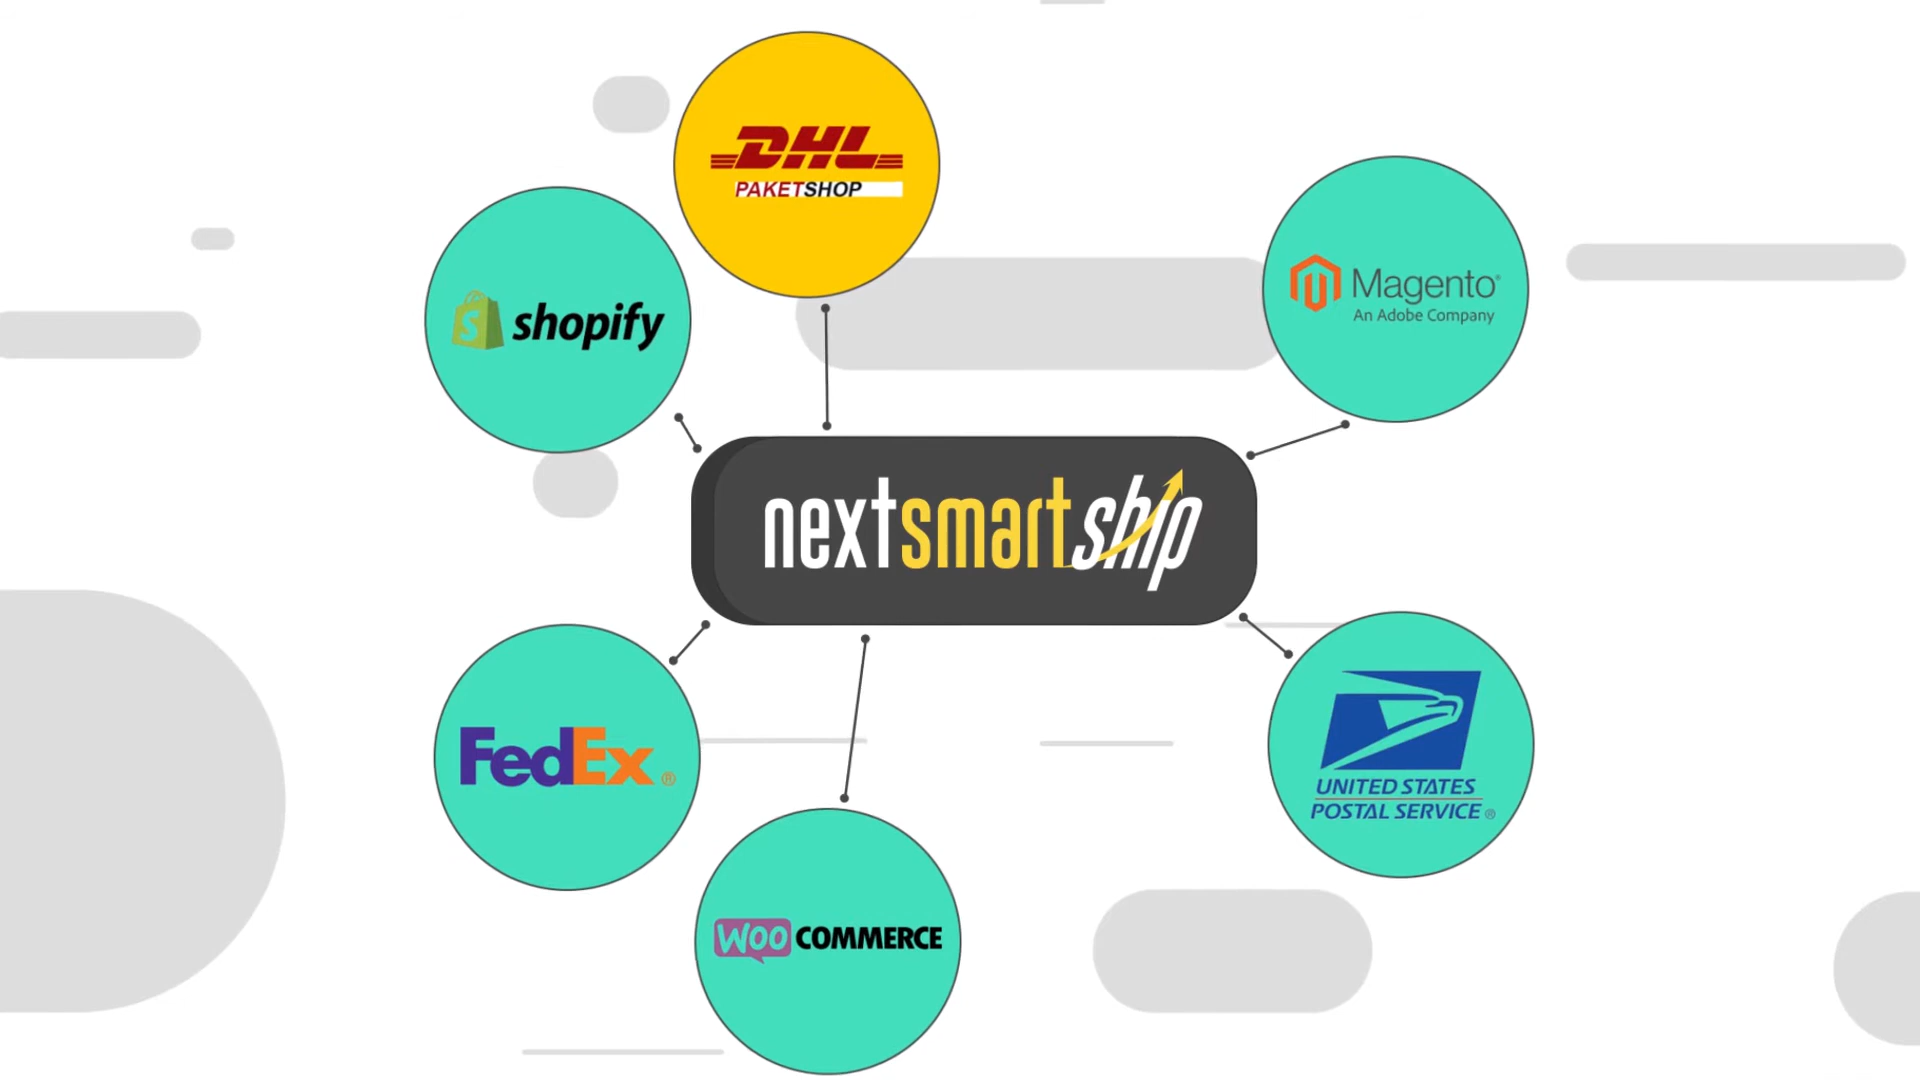 DHL
PAKETSHOP
shopify
Magento®
An Adobe Company
nextsmartship
FedEx®
UNITED STATES
POSTAL SERVICE®
WOO COMMERCE